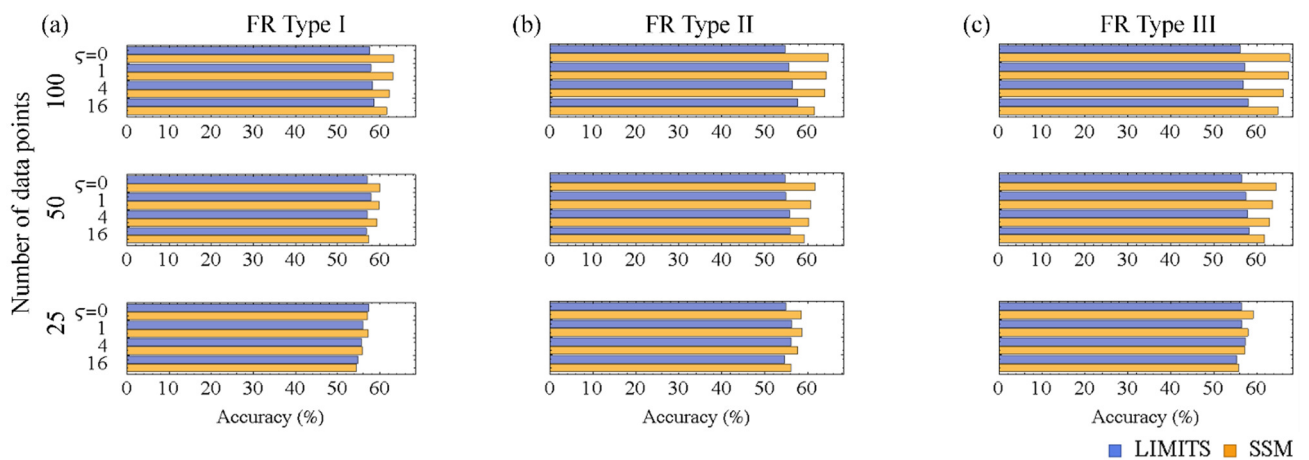 (a) FR Type I
(b) FR Type II
(c) FR Type III
Number of data points
100
ς=0
1
4
16
0 10 20 30 40 50 60
0 10 20 30 40 50 60
0 10 20 30 40 50 60
50
ς=0
1
4
16
0 10 20 30 40 50 60
0 10 20 30 40 50 60
0 10 20 30 40 50 60
25
ς=0
1
4
16
0 10 20 30 40 50 60
0 10 20 30 40 50 60
0 10 20 30 40 50 60
Accuracy (%)
Accuracy (%)
Accuracy (%)
LIMITS SSM